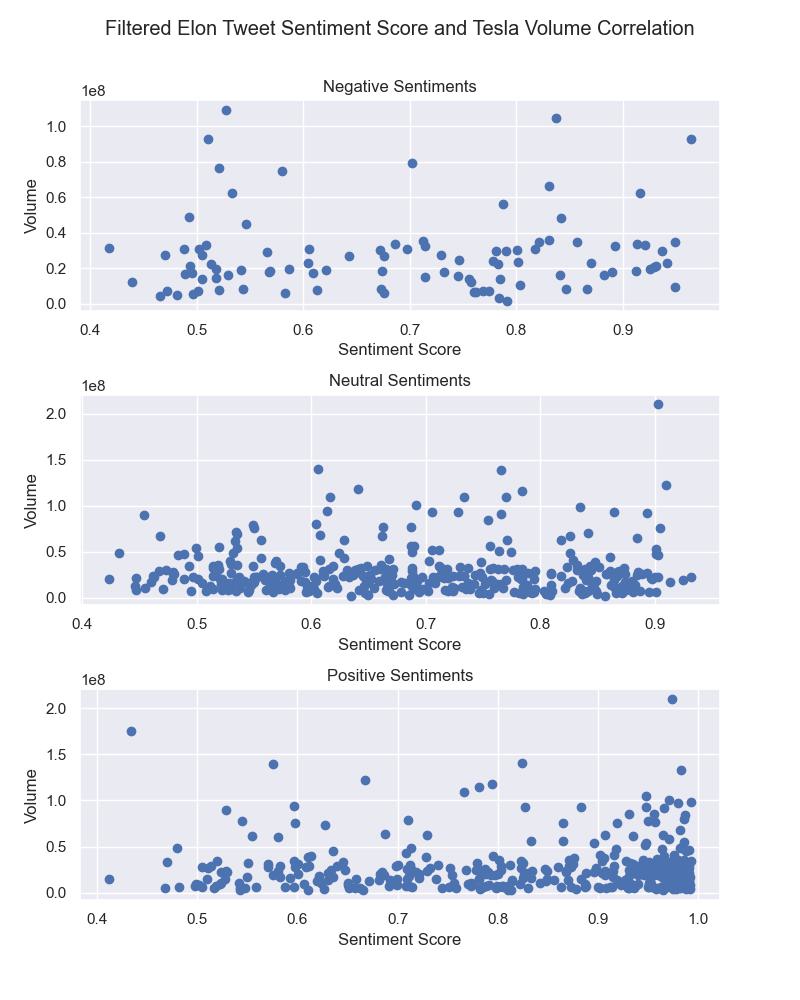 Filtered Elon Tweet Sentiment Score and Tesla Volume Correlation
Negative Sentiments
1e8
1.0
0.8
0.6
0.4
0.2
0.0
Volume
0.4 0.5 0.6 0.7 0.8 0.9
Sentiment Score
Neutral Sentiments
1e8
2.0
1.5
1.0
0.5
0.0
Volume
0.4 0.5 0.6 0.7 0.8 0.9
Sentiment Score
Positive Sentiments
1e8
2.0
1.5
1.0
0.5
0.0
Volume
0.4 0.5 0.6 0.7 0.8 0.9 1.0
Sentiment Score